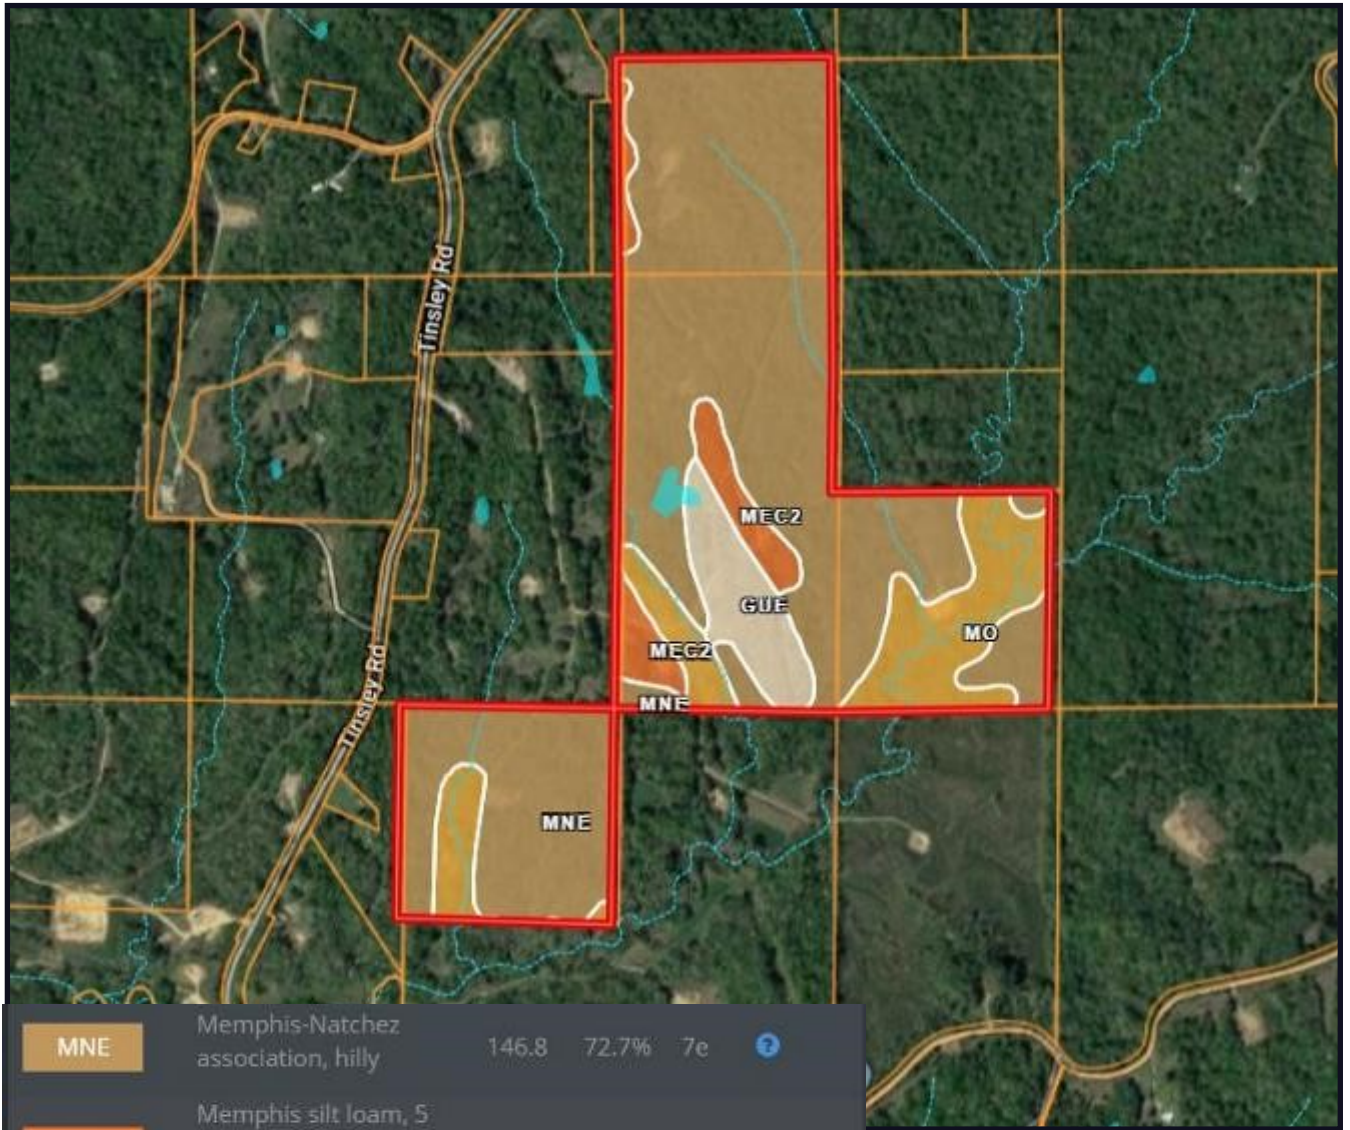 Tinsley Rd
MEC2
GUF
MO
MEC2
MNE
Tinsley Rd
MNE
MNE
Memphis-Natchez
association, hilly
146.8
72.7%
7e
?
Memphis silt loam, 5